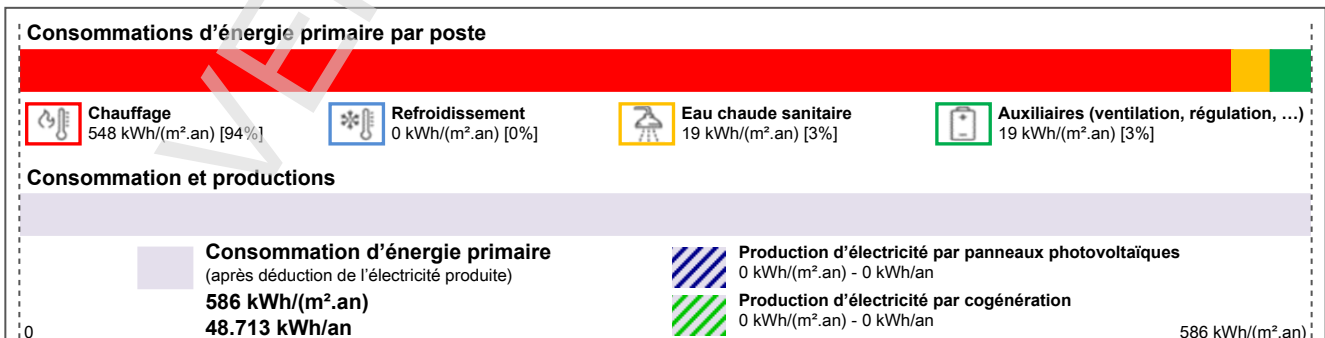 Consommations d’énergie primaire par poste
Chauffage
548 kWh/(m².an) [94%]
Refroidissement
0 kWh/(m².an) [0%]
Eau chaude sanitaire
19 kWh/(m².an) [3%]
Auxiliaires (ventilation, régulation, …)
19 kWh/(m².an) [3%]
Consommation et productions
Consommation d’énergie primaire
(après déduction de l’électricité produite)
586 kWh/(m².an)
48.713 kWh/an
Production d’électricité par panneaux photovoltaïques
0 kWh/(m².an) - 0 kWh/an
Production d’électricité par cogénération
0 kWh/(m².an) - 0 kWh/an
0
586 kWh/(m².an)